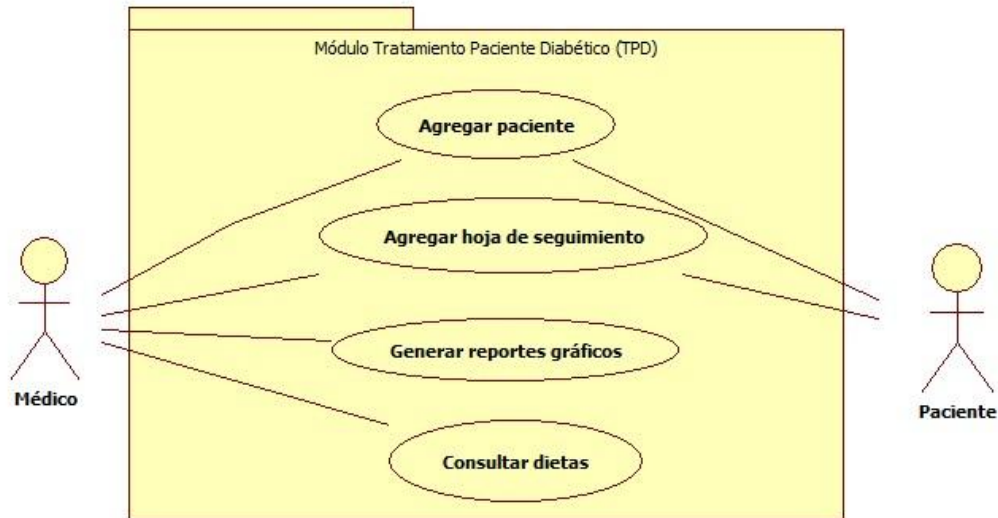 Módulo Tratamiento Paciente Diabético (TPD)
Agregar paciente
Agregar hoja de seguimiento
Generar reportes gráficos
Médico
Paciente
Consultar dietas